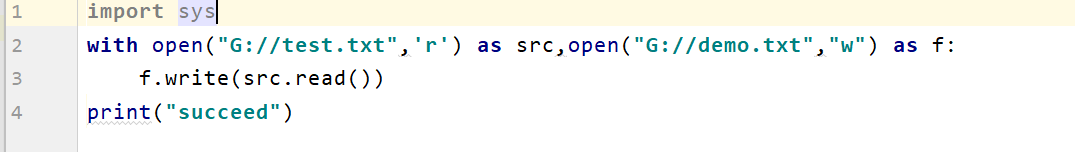 1 import sys
2 with open("G://test.txt",'r') as src,open("G://demo.txt","w") as f:
3     f.write(src.read())
4 print("succeed")